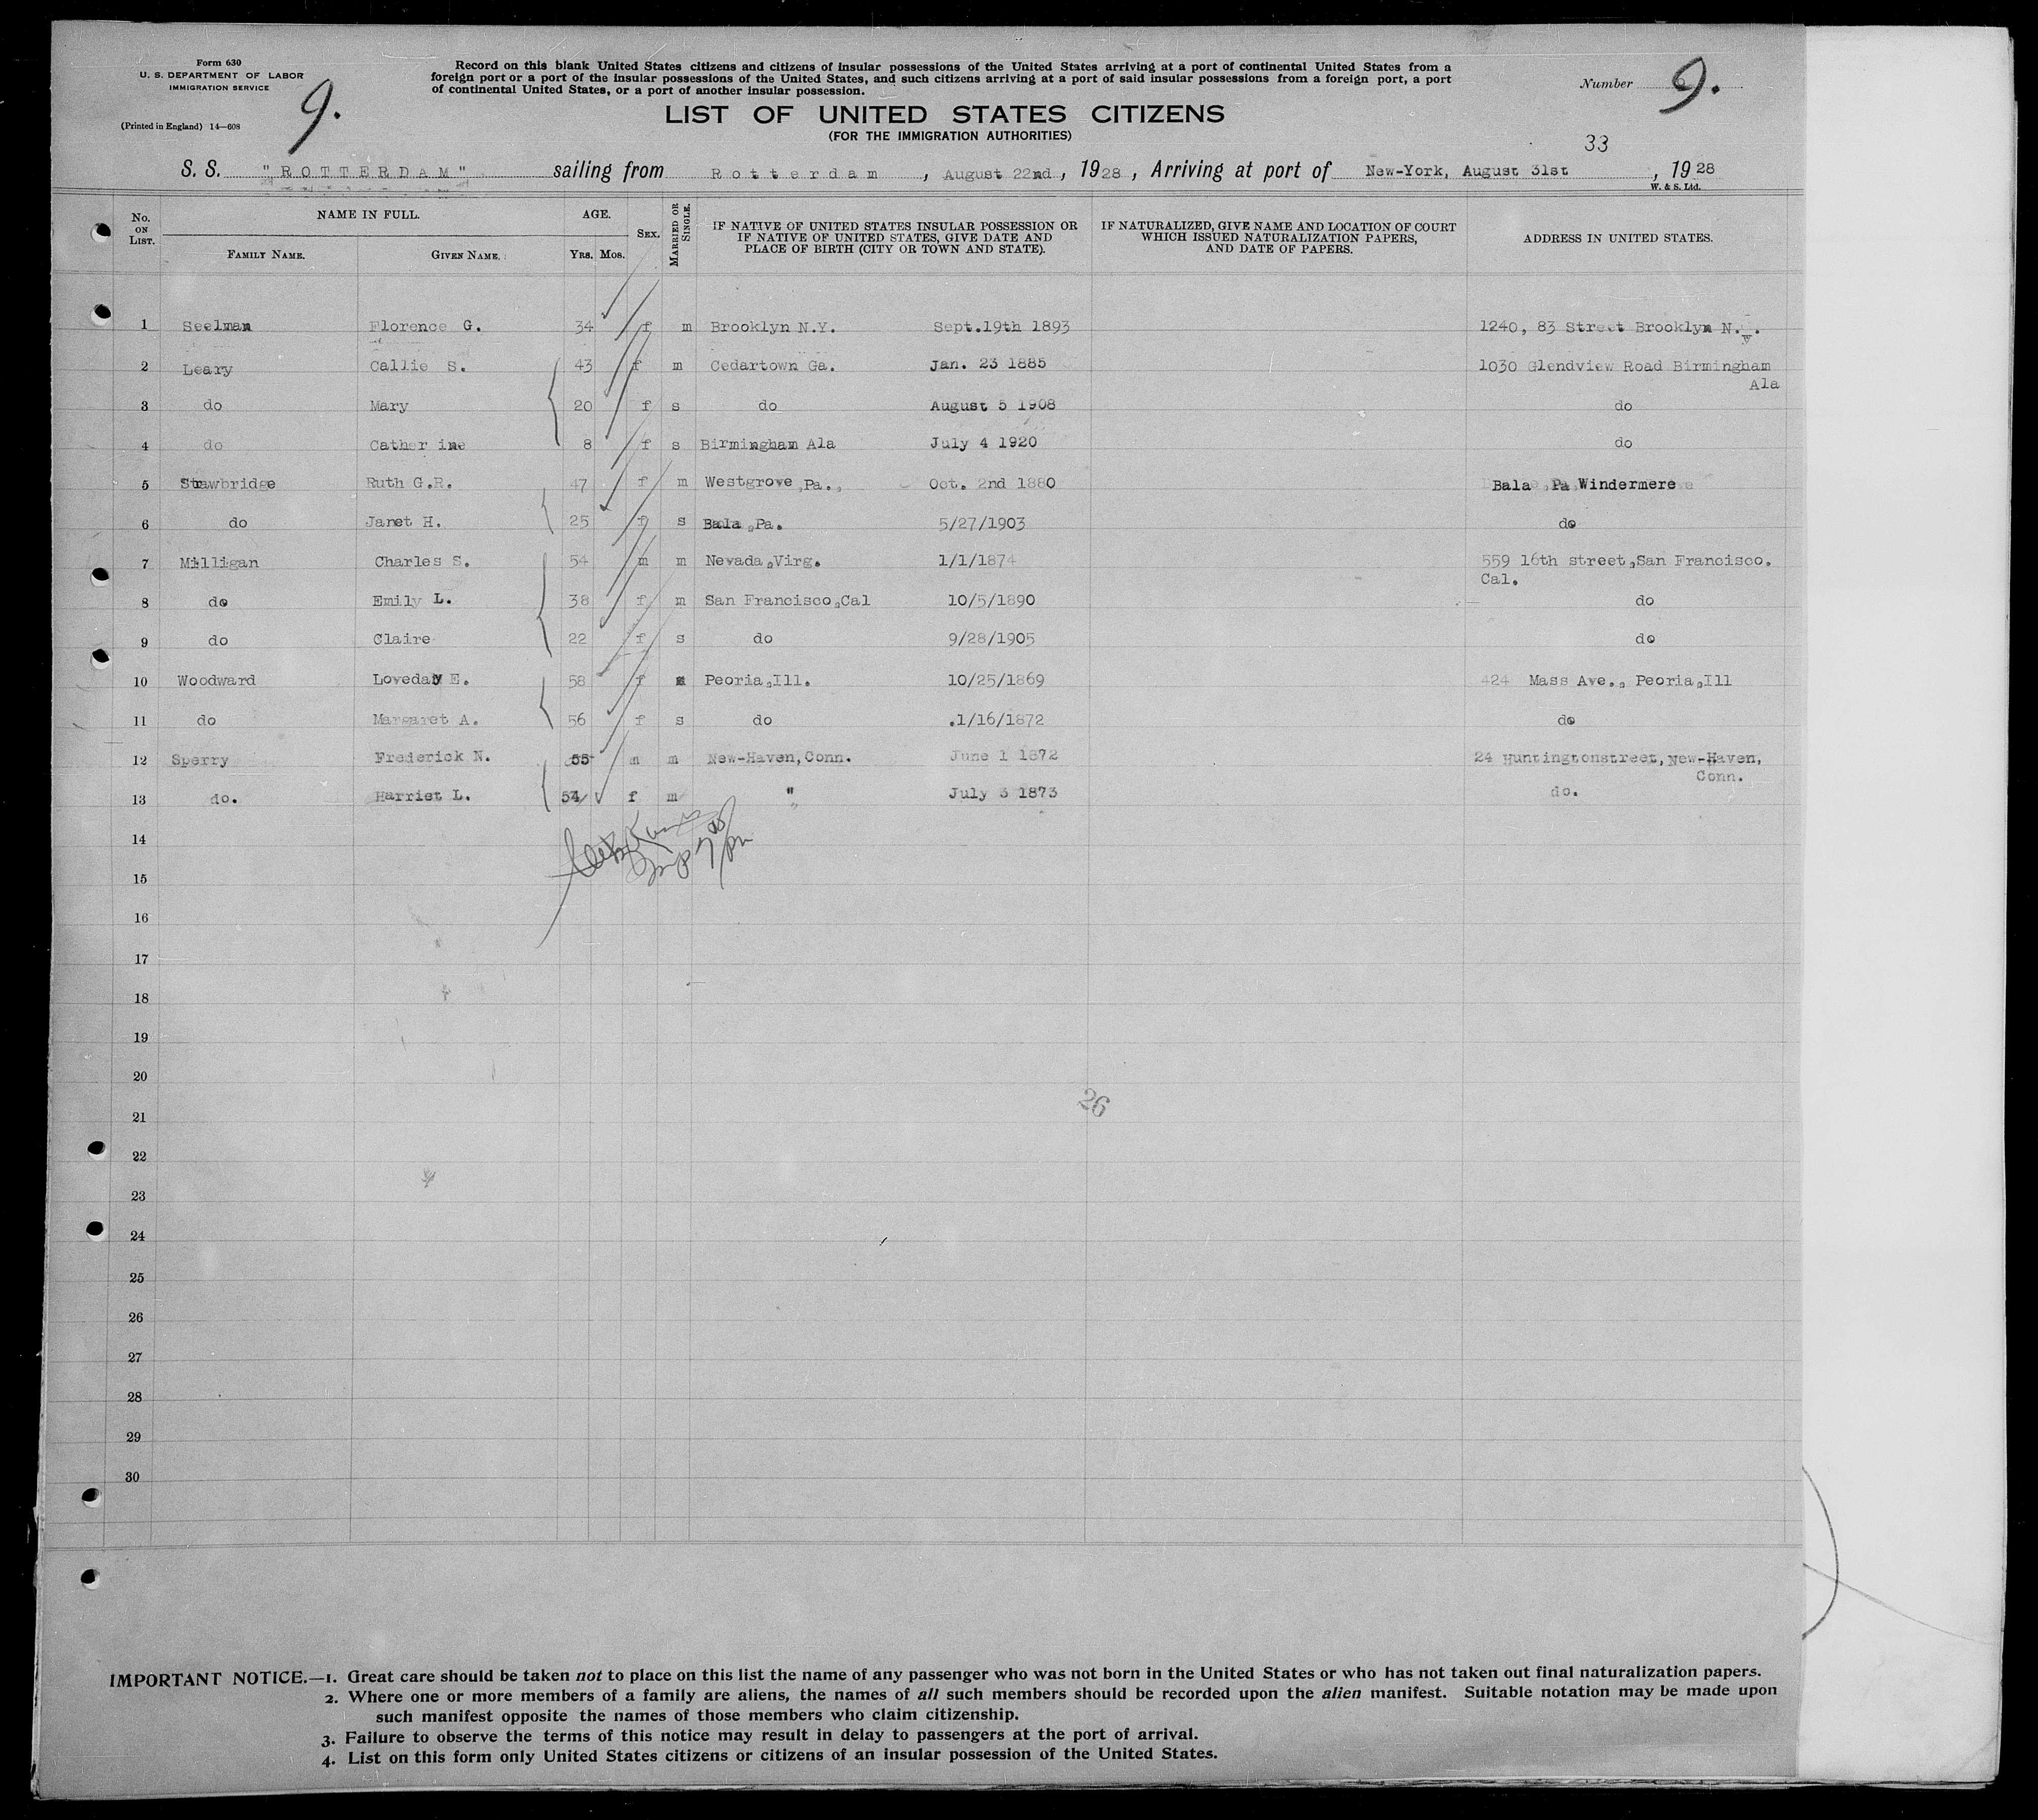 Form 630
U. S. DEPARTMENT OF LABOR
IMMIGRATION SERVICE
(Printed in England) 14—608
9.
Record on this blank United States citizens and citizens of insular possessions of the United States arriving at a port of continental United States from a
foreign port or a port of the insular possessions of the United States, and such citizens arriving at a port of said insular possessions from a foreign port, a port
of continental United States, or a port of another insular possession.
LIST OF UNITED STATES CITIZENS
(FOR THE IMMIGRATION AUTHORITIES)
Number 9.
33
S. S. "ROTTERDAM" sailing from Rotterdam, August 22nd, 1928, Arriving at port of New-York, August 31st, 1928
W. & S. Ltd.
No. ON LIST. NAME IN FULL. AGE. SEX. MARRIED OR SINGLE. IF NATIVE OF UNITED STATES INSULAR POSSESSION OR IF NATIVE OF UNITED STATES, GIVE DATE AND PLACE OF BIRTH (CITY OR TOWN AND STATE). IF NATURALIZED, GIVE NAME AND LOCATION OF COURT WHICH ISSUED NATURALIZATION PAPERS, AND DATE OF PAPERS. ADDRESS IN UNITED STATES.
FAMILY NAME. GIVEN NAME. YRS. MOS.
1 Seelman Florence G. 34 f m Brooklyn N.Y. Sept.19th 1893 1240, 83 Street Brooklyn N.Y.
2 Leary Callie S. 43 f m Cedartown Ga. Jan. 23 1885 1030 Glendview Road Birmingham
Ala
3 do Mary 20 f s do August 5 1908 do
4 do Catherine 8 f s Birmingham Ala July 4 1920 do
5 Strawbridge Ruth G.R. 47 f m Westgrove,Pa., Oct. 2nd 1880 Bala Pa Windermere
6 do Janet H. 25 f s Bala,Pa. 5/27/1903 do
7 Milligan Charles S. 54 m m Nevada,Virg. 1/1/1874 559 16th street,San Francisco.
Cal.
8 do Emily L. 38 f m San Francisco,Cal 10/5/1890 do
9 do Claire 22 f s do 9/28/1905 do
10 Woodward Loveday E. 58 f Peoria,Ill. 10/25/1869 424 Mass Ave., Peoria,Ill
11 do Margaret A. 56 f s do .1/16/1872 do
12 Sperry Frederick N. 55 m m New-Haven, Conn. June 1 1872 24 Huntingtonstreet, New-Haven,
Conn.
13 do. Harriet L. 54 f m " July 3 1873 do.
14
15
16
17
18
19
20
26
21
22
23
24
25
26
27
28
29
30
IMPORTANT NOTICE.—1. Great care should be taken not to place on this list the name of any passenger who was not born in the United States or who has not taken out final naturalization papers.
2. Where one or more members of a family are aliens, the names of all such members should be recorded upon the alien manifest. Suitable notation may be made upon
such manifest opposite the names of those members who claim citizenship.
3. Failure to observe the terms of this notice may result in delay to passengers at the port of arrival.
4. List on this form only United States citizens or citizens of an insular possession of the United States.